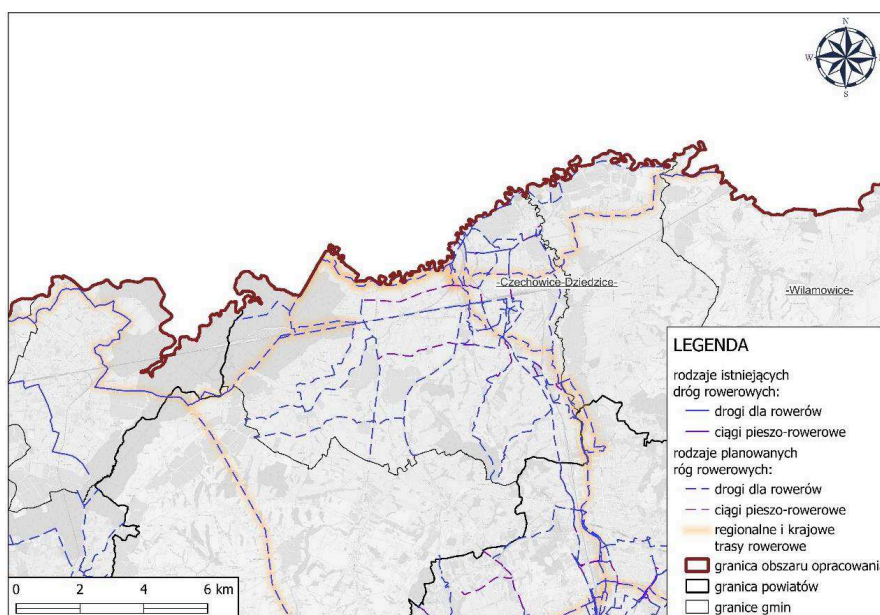 N
W
S
-Czechowice-Dziedzice-
-Wilamowice-
LEGENDA
rodzaje istniejących
dróg rowerowych:
drogi dla rowerów
ciągi pieszo-rowerowe
rodzaje planowanych
róg rowerowych:
drogi dla rowerów
ciągi pieszo-rowerowe
regionalne i krajowe
trasy rowerowe
granica obszaru opracowania
granica powiatów
granice gmin
0 2 4 6 km